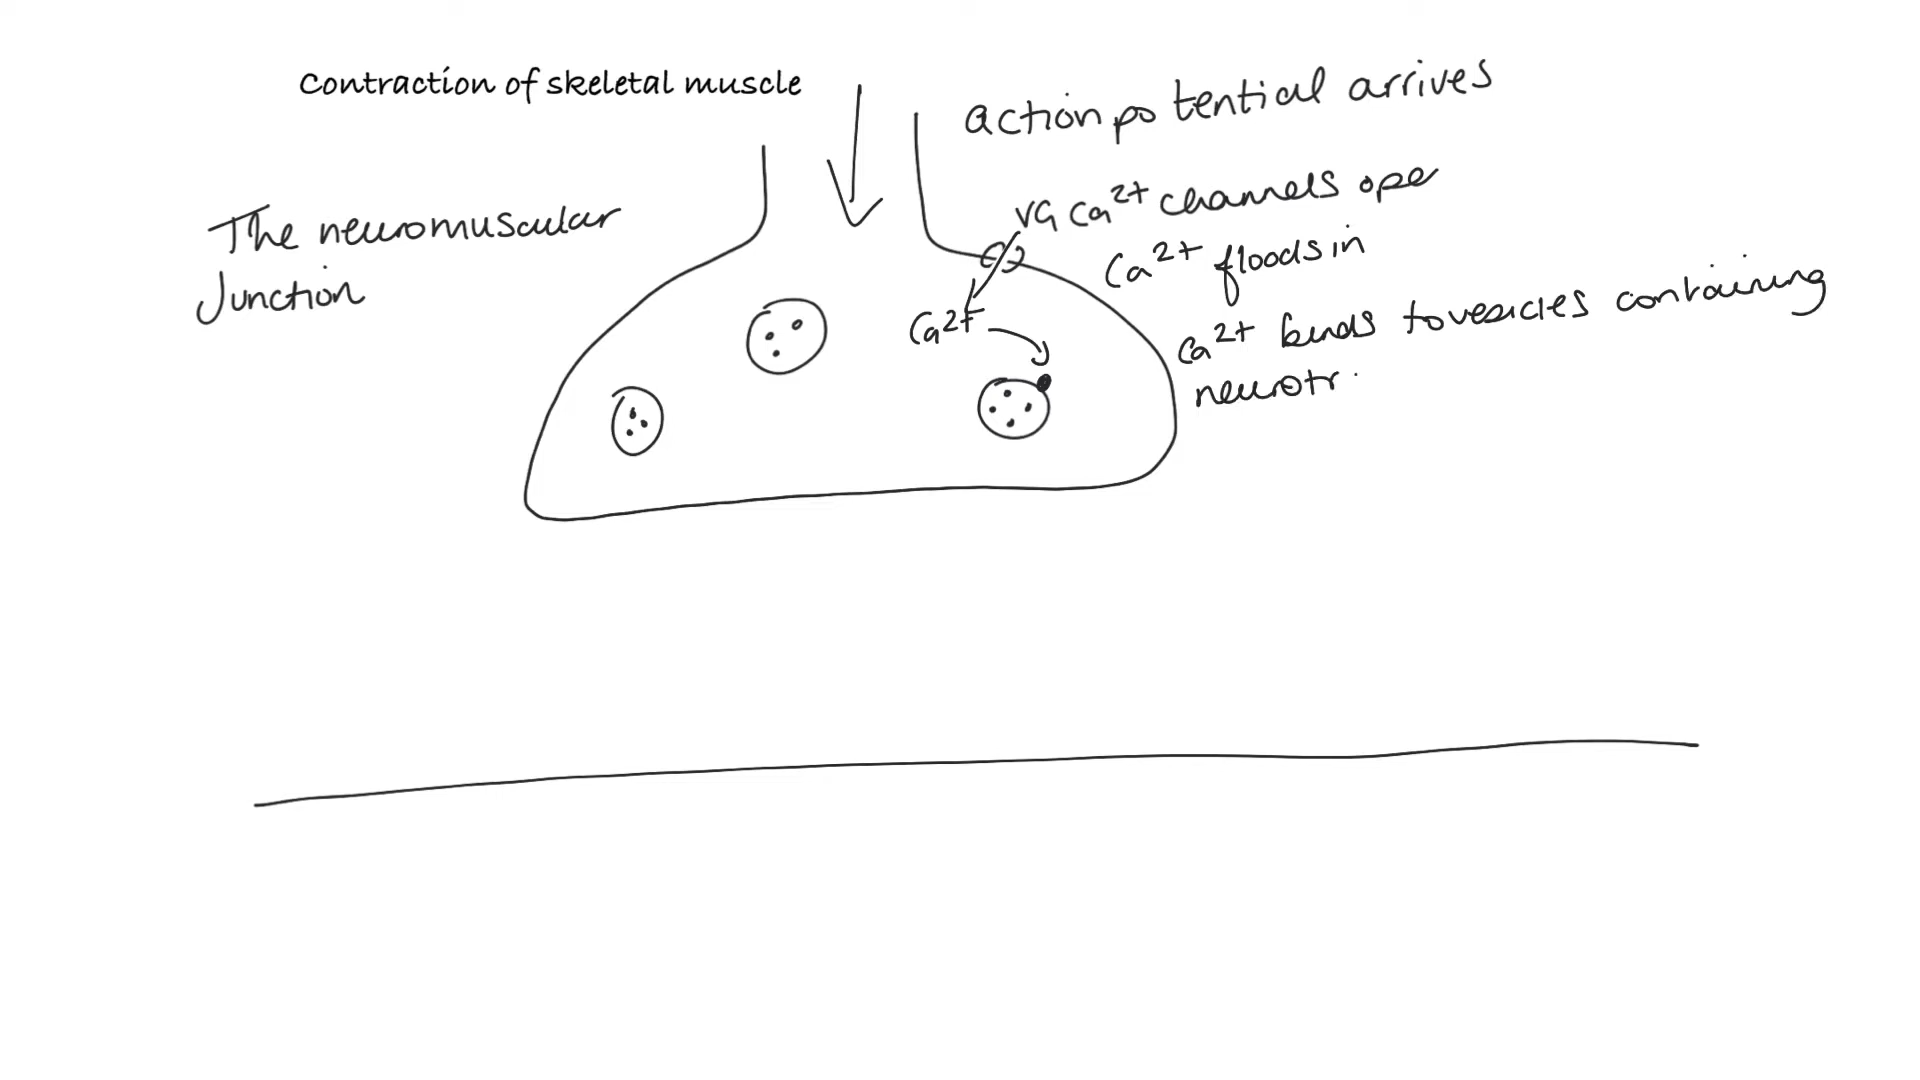 Contraction of skeletal muscle
action potential arrives
The neuromuscular
Junction
VG Ca2+ channels ope
Ca2+ floods in
Ca2+
Ca2+ binds to vesicles containing
neurotr